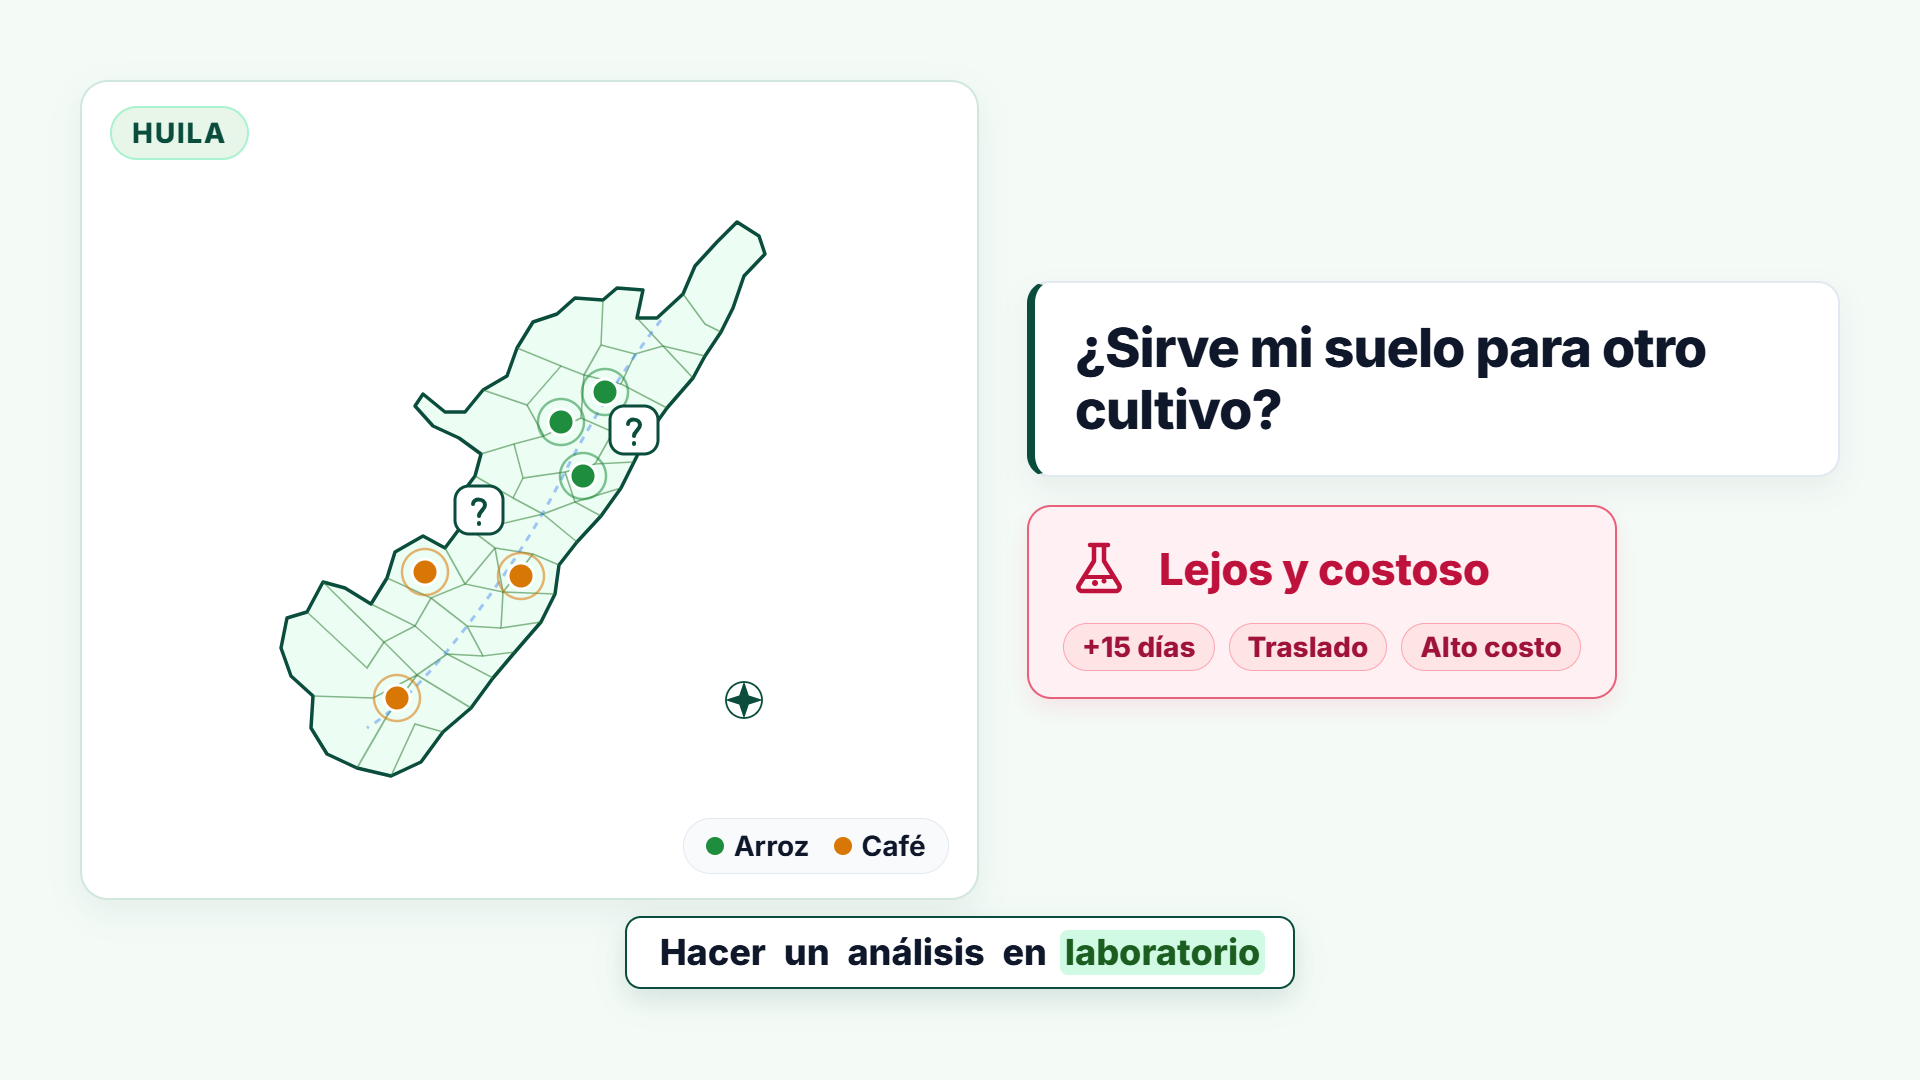 HUILA
?
?
Arroz
Café
¿Sirve mi suelo para otro
cultivo?
Lejos y costoso
+15 días
Traslado
Alto costo
Hacer un análisis en laboratorio